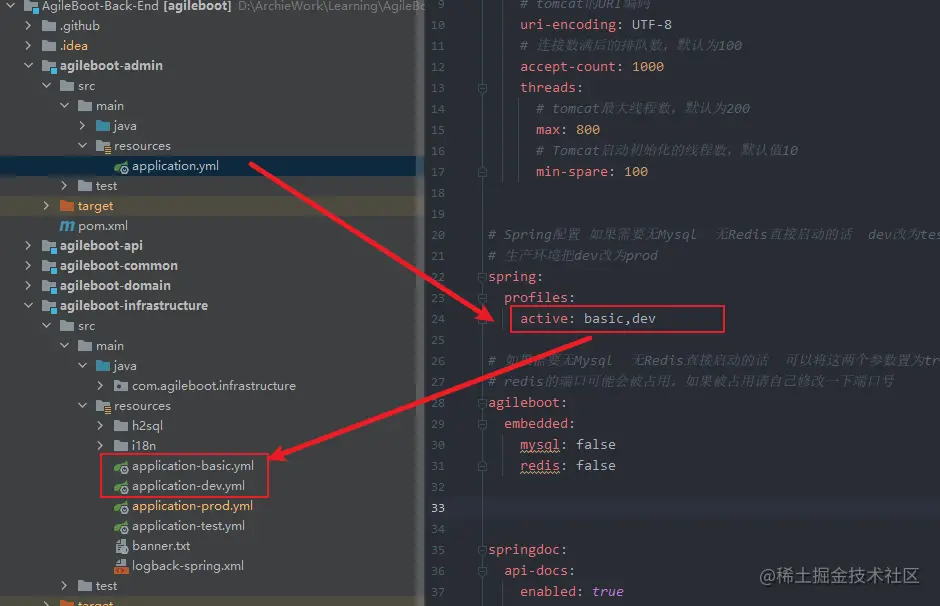 AgileBoot-Back-End [agileboot] D:\ArchieWork\Learning\AgileBo
.github
.idea
agileboot-admin
src
main
java
resources
application.yml
test
target
pom.xml
agileboot-api
agileboot-common
agileboot-domain
agileboot-infrastructure
src
main
java
com.agileboot.infrastructure
resources
h2sql
i18n
application-basic.yml
application-dev.yml
application-prod.yml
application-test.yml
banner.txt
logback-spring.xml
test
target
9 # tomcat的URI编码
10 uri-encoding: UTF-8
11 # 连接数满后的排队数，默认为100
12 accept-count: 1000
13 threads:
14 # tomcat最大线程数，默认为200
15 max: 800
16 # Tomcat启动初始化的线程数，默认值10
17 min-spare: 100
18
19
20 # Spring配置 如果需要无Mysql 无Redis直接启动的话 dev改为tes
21 # 生产环境把dev改为prod
22 spring:
23 profiles:
24 active: basic,dev
25
26 # 如果需要无Mysql 无Redis直接启动的话 可以将这两个参数置为tr
27 # redis的端口可能会被占用，如果被占用请自己修改一下端口号
28 agileboot:
29 embedded:
30 mysql: false
31 redis: false
32
33
34
35 springdoc:
36 api-docs:
37 enabled: true
@稀土掘金技术社区